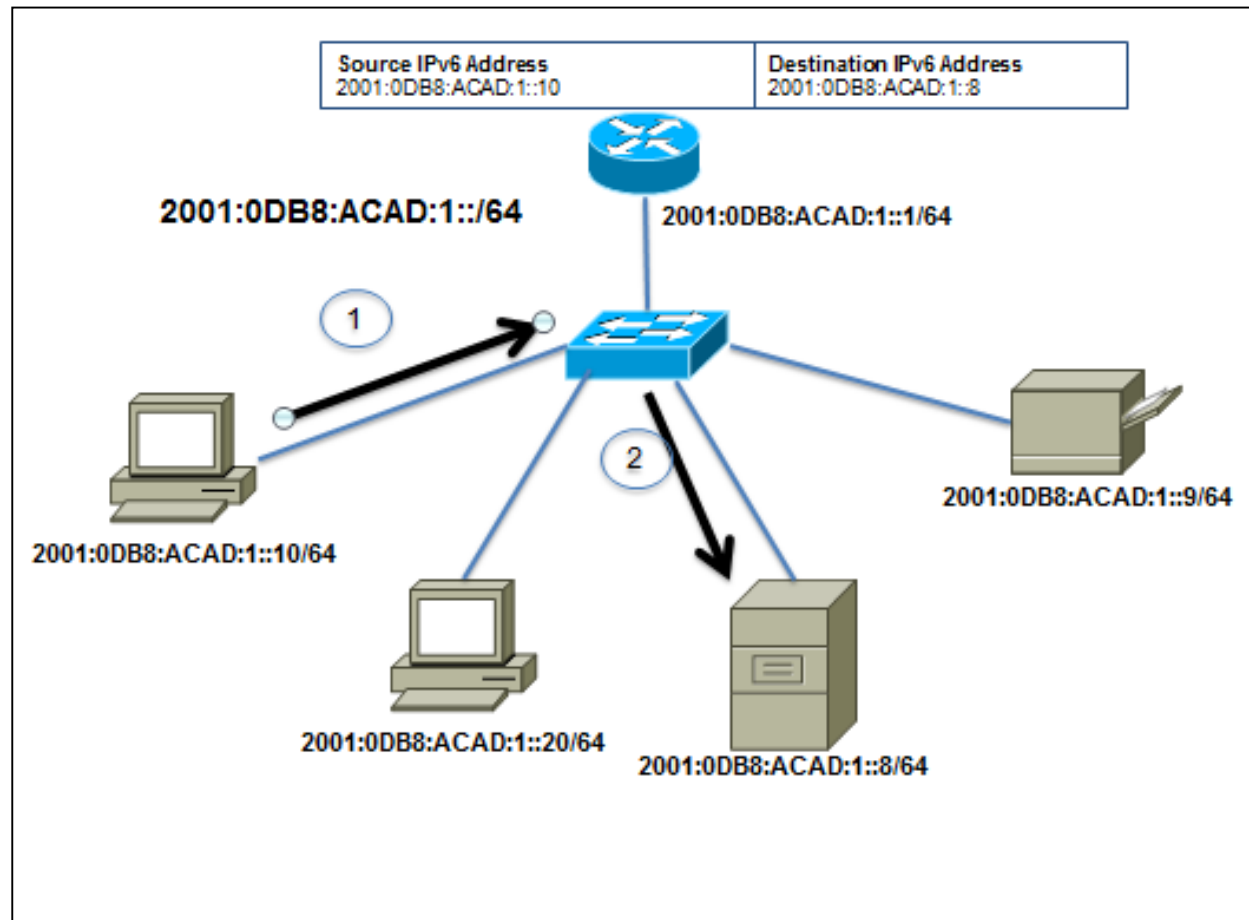 Source IPv6 Address
2001:0DB8:ACAD:1::10
Destination IPv6 Address
2001:0DB8:ACAD:1::8
2001:0DB8:ACAD:1::/64
2001:0DB8:ACAD:1::1/64
1
2
2001:0DB8:ACAD:1::9/64
2001:0DB8:ACAD:1::10/64
2001:0DB8:ACAD:1::20/64
2001:0DB8:ACAD:1::8/64